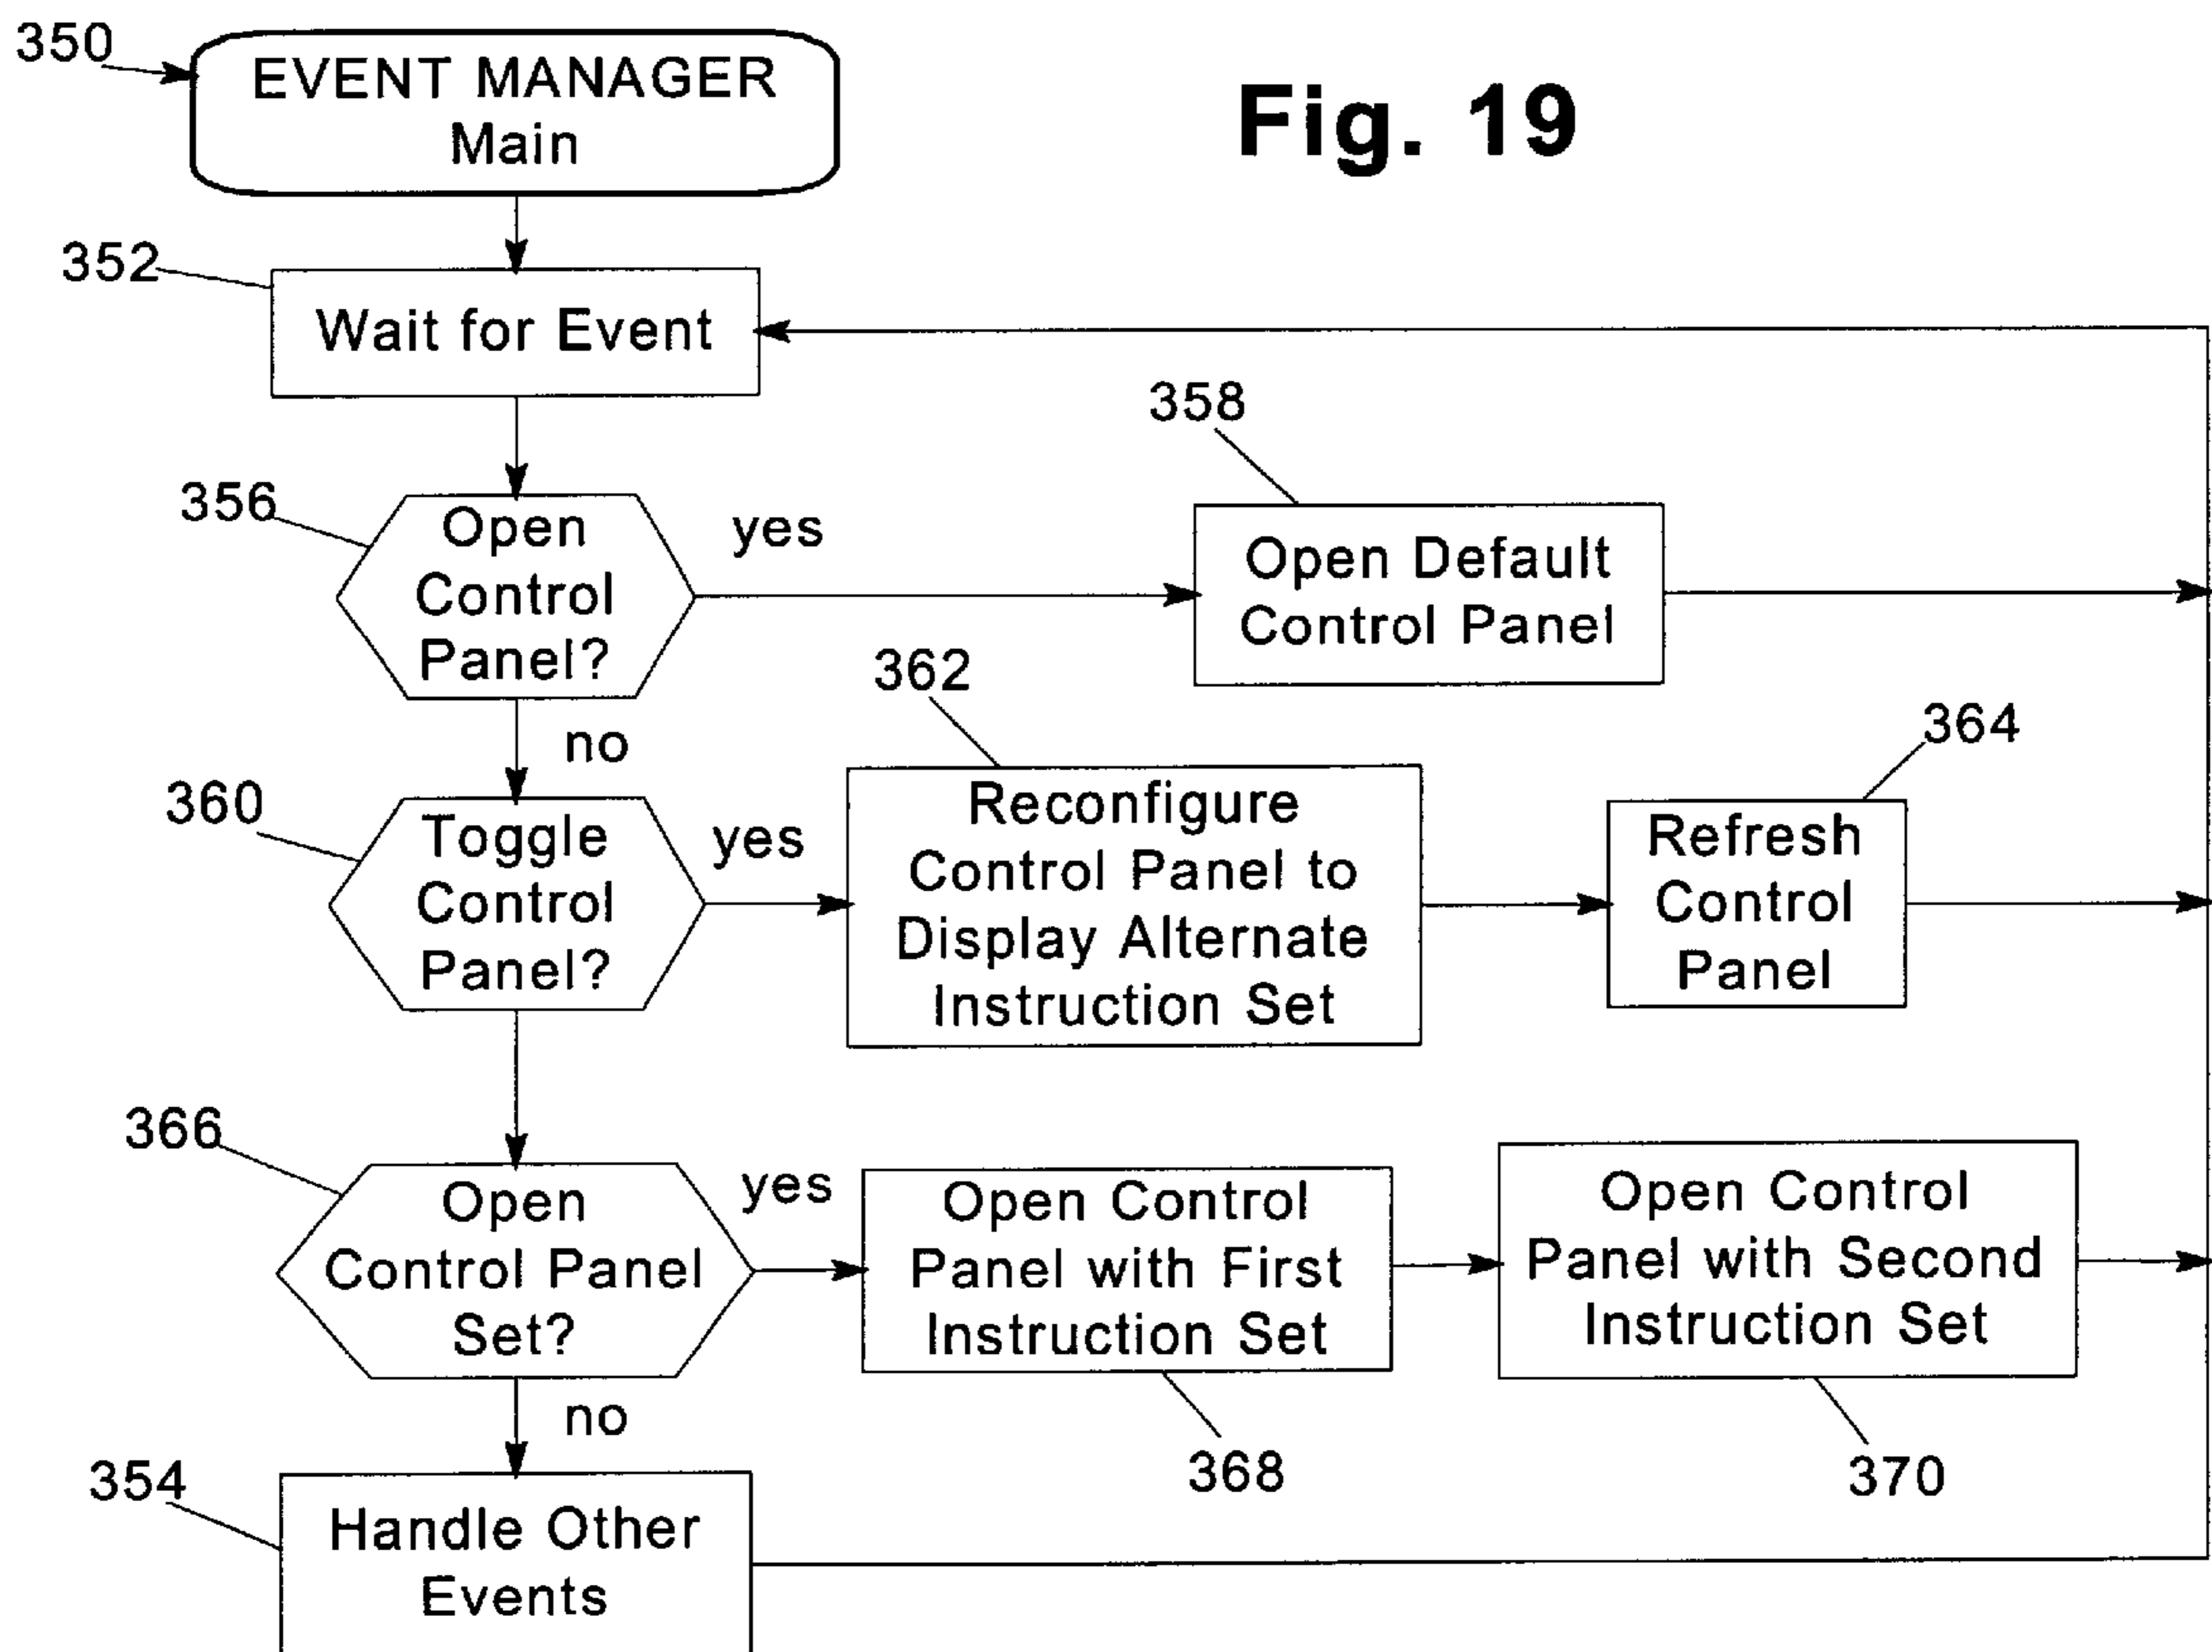 350
EVENT MANAGER
Main
Fig. 19
352
Wait for Event
356
Open
Control
Panel?
yes
358
Open Default
Control Panel
no
360
Toggle
Control
Panel?
yes
362
Reconfigure
Control Panel to
Display Alternate
Instruction Set
364
Refresh
Control
Panel
366
Open
Control Panel
Set?
yes
Open Control
Panel with First
Instruction Set
368
Open Control
Panel with Second
Instruction Set
370
no
354
Handle Other
Events